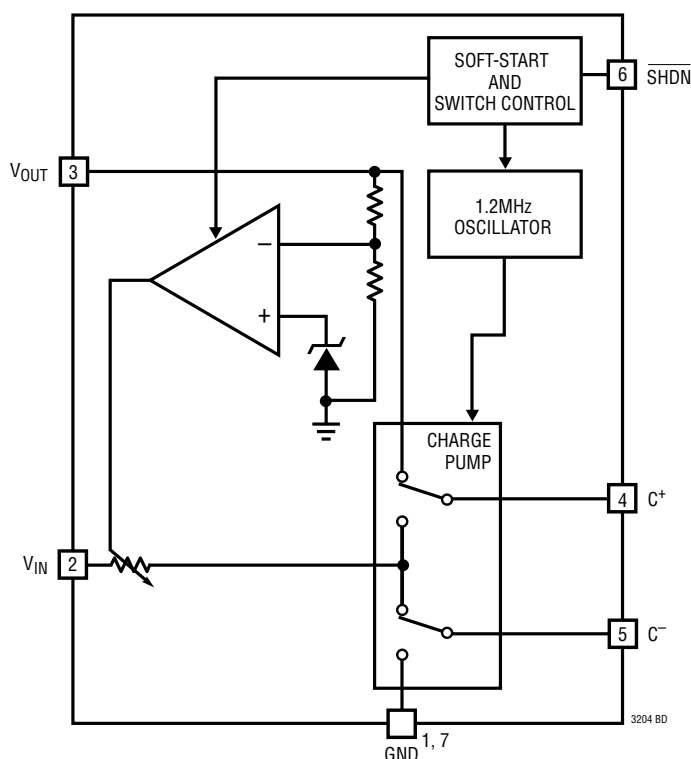 SOFT-START
AND
SWITCH CONTROL
6
SHDN
VOUT
3
1.2MHz
OSCILLATOR
−
+
CHARGE
PUMP
4
C+
VIN
2
5
C−
3204 BD
1, 7
GND